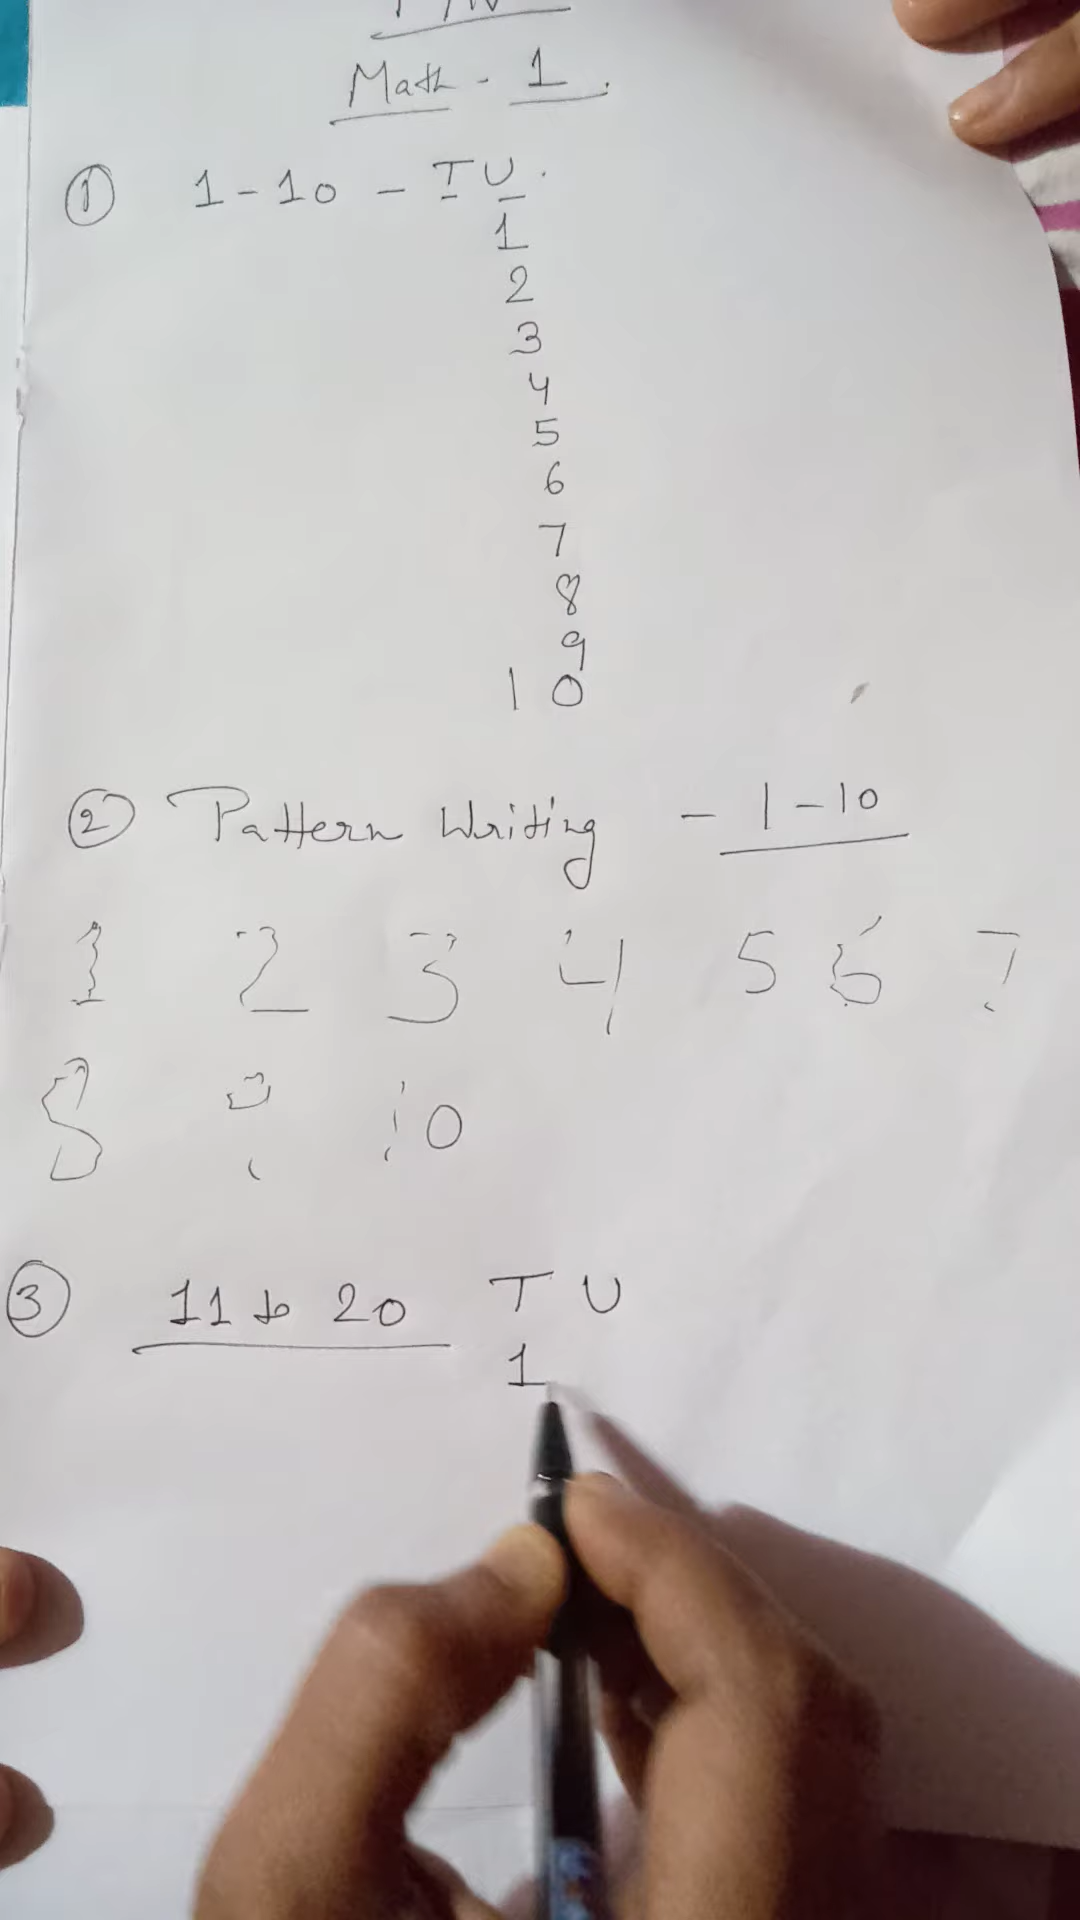 Math - 1.
① 1-10 - T U.
1
2
3
4
5
6
7
8
9
1 0
② Pattern Writing - 1-10
1 2 3 4 5 6 7
8 9 10
③ 11 to 20 T U
1